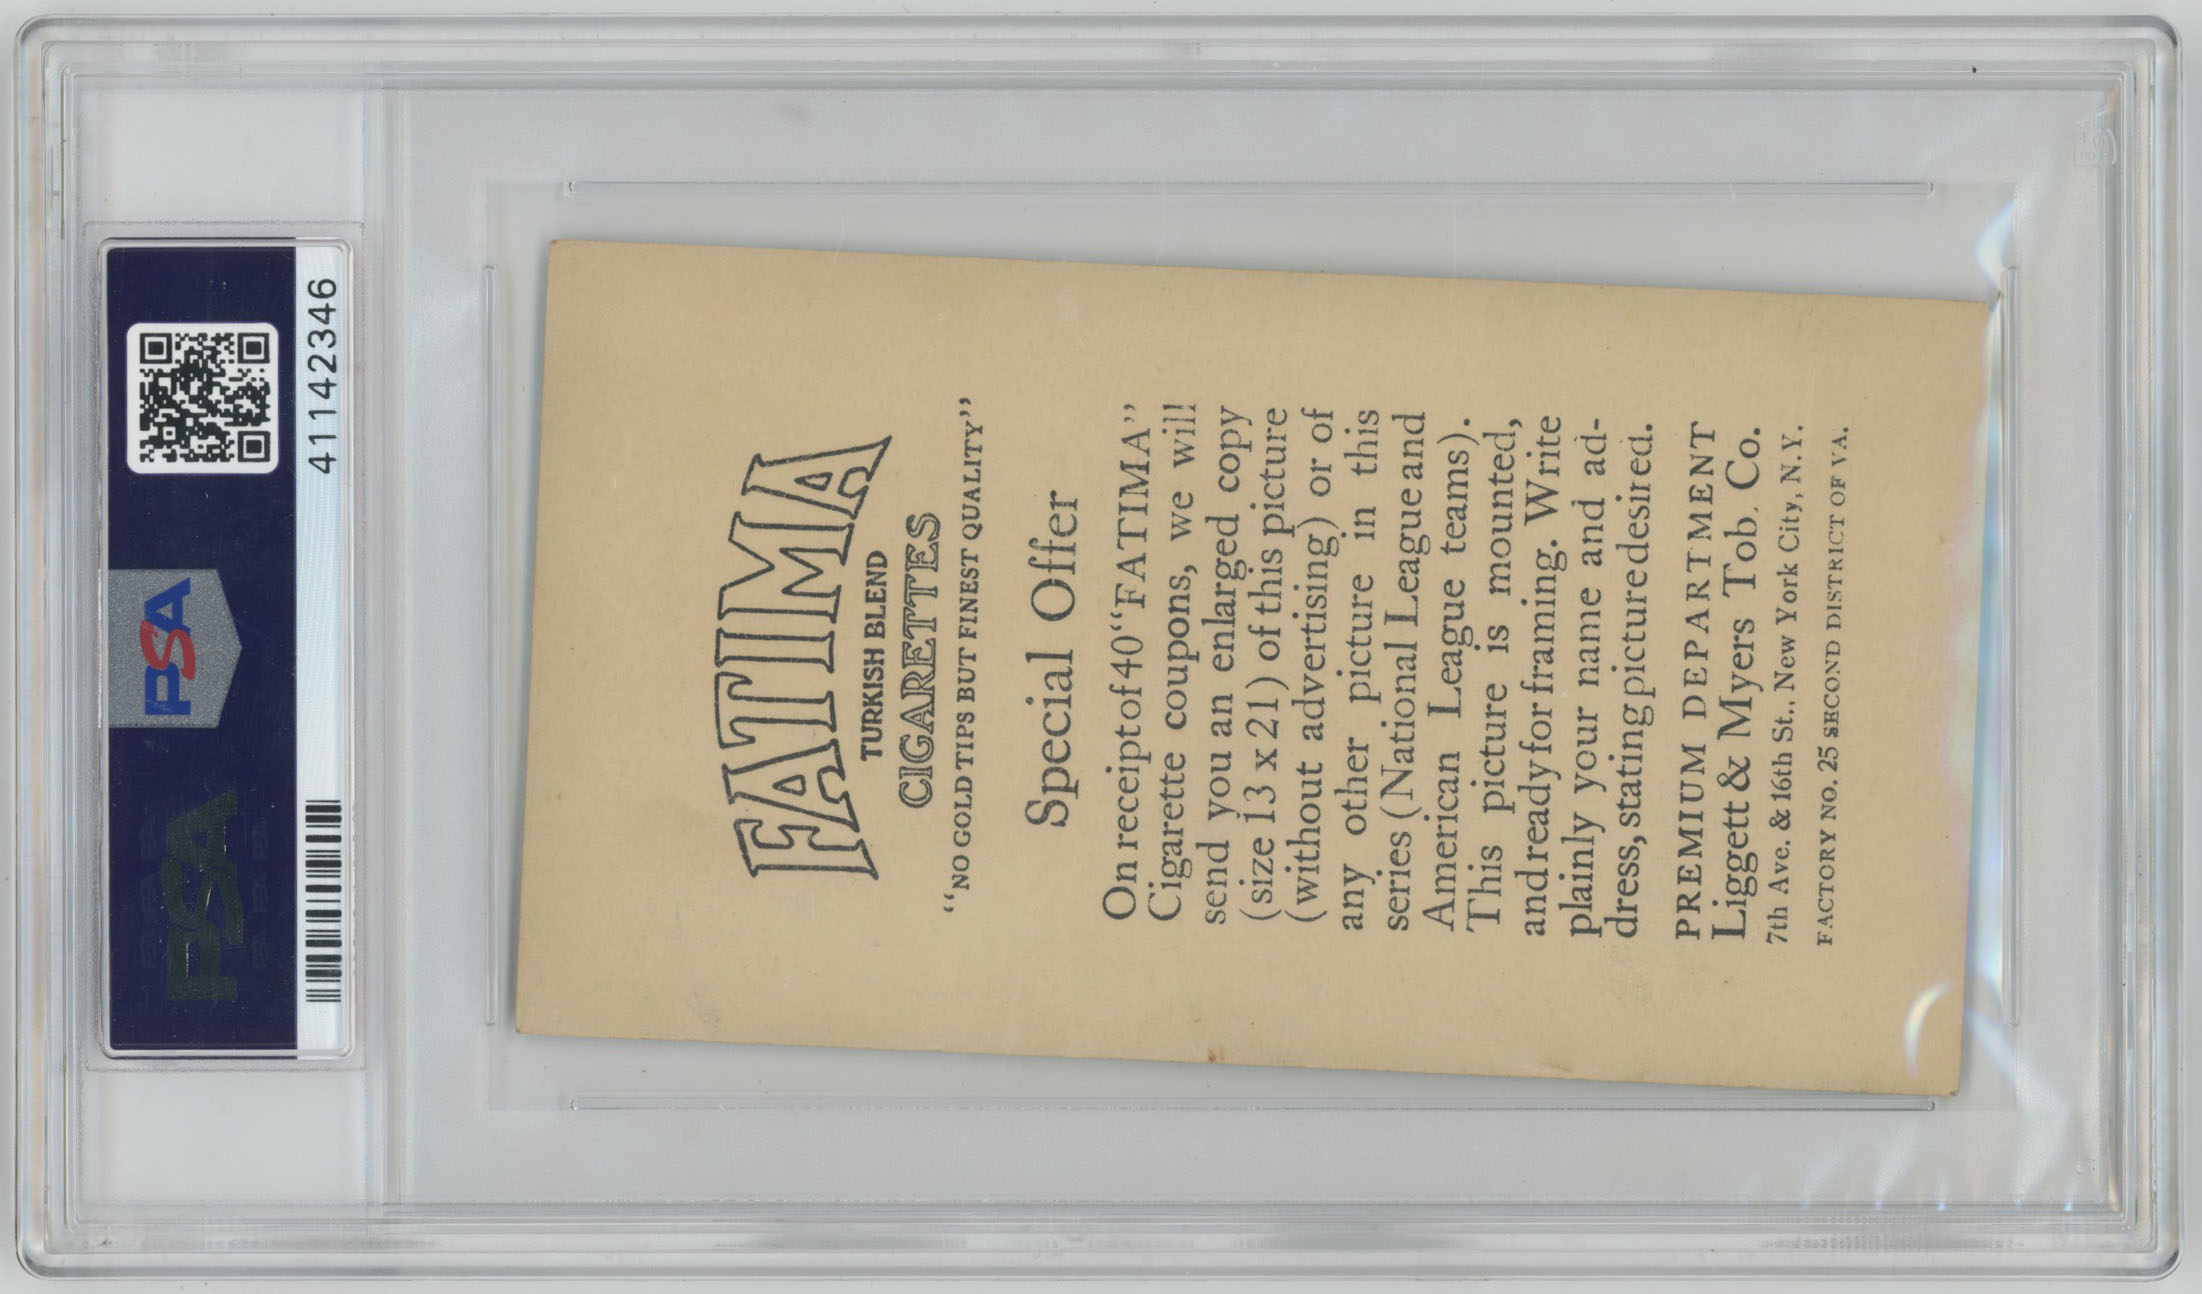 PSA
PSA
41142346
FATIMA
TURKISH BLEND
CIGARETTES
"NO GOLD TIPS BUT FINEST QUALITY"
Special Offer
On receipt of 40 "FATIMA"
Cigarette coupons, we will
send you an enlarged copy
(size 13 x 21) of this picture
(without advertising) or of
any other picture in this
series (National League and
American League teams).
This picture is mounted,
and ready for framing. Write
plainly your name and ad-
dress, stating picture desired.
PREMIUM DEPARTMENT
Liggett & Myers Tob. Co.
7th Ave. & 16th St., New York City, N.Y.
FACTORY NO. 25 SECOND DISTRICT OF VA.